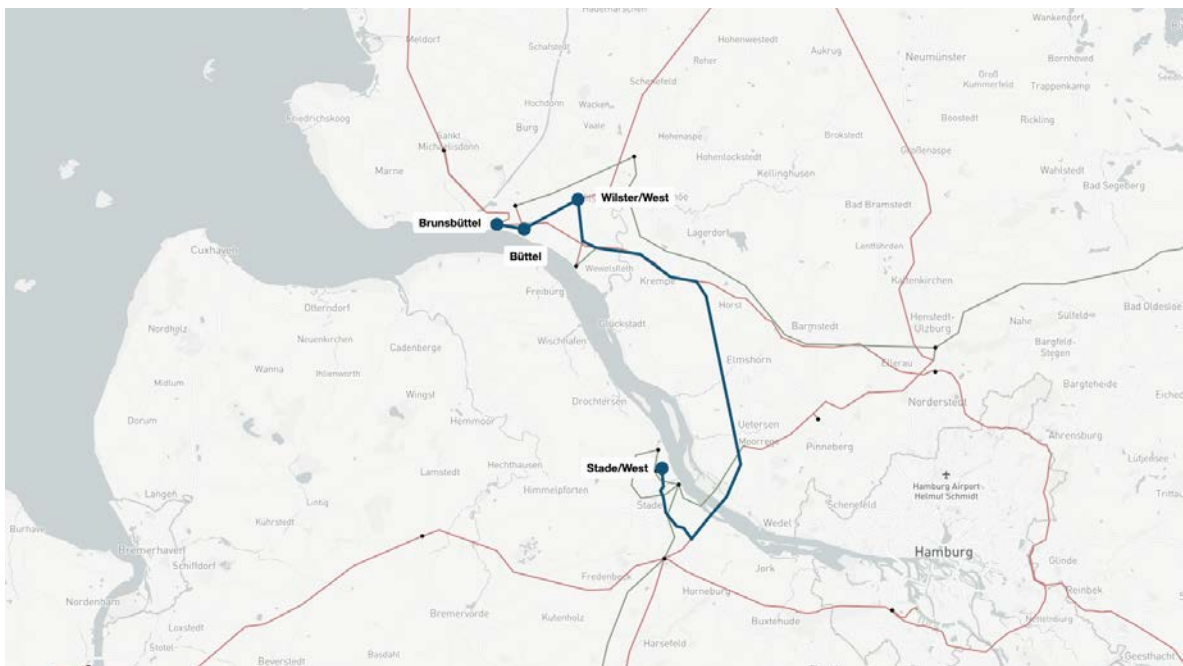 Hademarschen
Wankendorf
Meldorf
Schafstedt
Hohenwestedt
Aukrug
Neumünster
Bornhöved
Reher
Schenefeld
Groß
Kummerfeld
Trappenkamp
Hochdonn
Wacken
Vaale
Burg
Boostedt
Rickling
Friedrichskoog
Sankt
Michaelisdonn
Hohenaspe
Brokstedt
Großenaspe
Hohenlockstedt
Wahlstedt
Marne
Kellinghusen
Bad Segeberg
Wilster/West
Bad Bramstedt
Brunsbüttel
Lägerdorf
Cuxhaven
Büttel
Lentföhrden
Wewelsfleth
Kaltenkirchen
Krempe
Freiburg
Otterndorf
Horst
Bad Oldesloe
Henstedt-
Ulzburg
Nahe
Sülfeld
Nordholz
Glückstadt
Barmstedt
Neuenkirchen
Cadenberge
Wischhafen
Bargfeld-
Stegen
Elmshorn
Ellerau
Wanna
Ihlienworth
Midlum
Bargteheide
Wingst
Drochtersen
Norderstedt
Dorum
Hemmoor
Uetersen
Moorrege
Pinneberg
Ahrensburg
Stade/West
Lamstedt
Hechthausen
Himmelpforten
Hamburg Airport-
Helmut Schmidt
Langen
Lintig
Stade
Schenefeld
Kuhrstedt
Wedel
Bremerhaven
Hamburg
Schiffdorf
Glinde
Jork
Fredenbeck
Reinbek
Horneburg
Nordenham
Bremervörde
Kutenholz
Buxtehude
Loxstedt
Harsefeld
Stotel
Basdahl
Beverstedt
Geesthacht